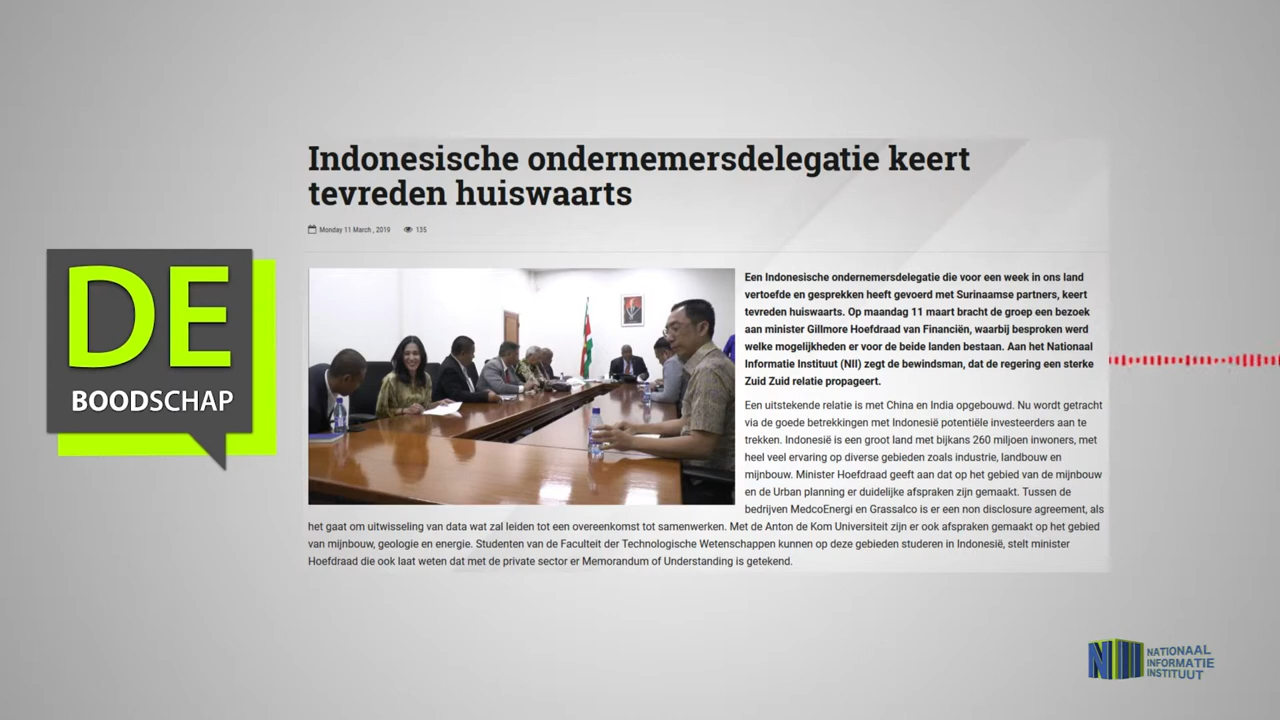 Indonesische ondernemersdelegatie keert
tevreden huiswaarts
Monday 11 March , 2019 135
DE
BOODSCHAP
Een Indonesische ondernemersdelegatie die voor een week in ons land
vertoefde en gesprekken heeft gevoerd met Surinaamse partners, keert
tevreden huiswaarts. Op maandag 11 maart bracht de groep een bezoek
aan minister Gillmore Hoefdraad van Financiën, waarbij besproken werd
welke mogelijkheden er voor de beide landen bestaan. Aan het Nationaal
Informatie Instituut (NII) zegt de bewindsman, dat de regering een sterke
Zuid Zuid relatie propageert.
Een uitstekende relatie is met China en India opgebouwd. Nu wordt getracht
via de goede betrekkingen met Indonesië potentiële investeerders aan te
trekken. Indonesië is een groot land met bijkans 260 miljoen inwoners, met
heel veel ervaring op diverse gebieden zoals industrie, landbouw en
mijnbouw. Minister Hoefdraad geeft aan dat op het gebied van de mijnbouw
en de Urban planning er duidelijke afspraken zijn gemaakt. Tussen de
bedrijven MedcoEnergi en Grassalco is er een non disclosure agreement, als
het gaat om uitwisseling van data wat zal leiden tot een overeenkomst tot samenwerken. Met de Anton de Kom Universiteit zijn er ook afspraken gemaakt op het gebied
van mijnbouw, geologie en energie. Studenten van de Faculteit der Technologische Wetenschappen kunnen op deze gebieden studeren in Indonesië, stelt minister
Hoefdraad die ook laat weten dat met de private sector er Memorandum of Understanding is getekend.
NII
NATIONAAL
INFORMATIE
INSTITUUT